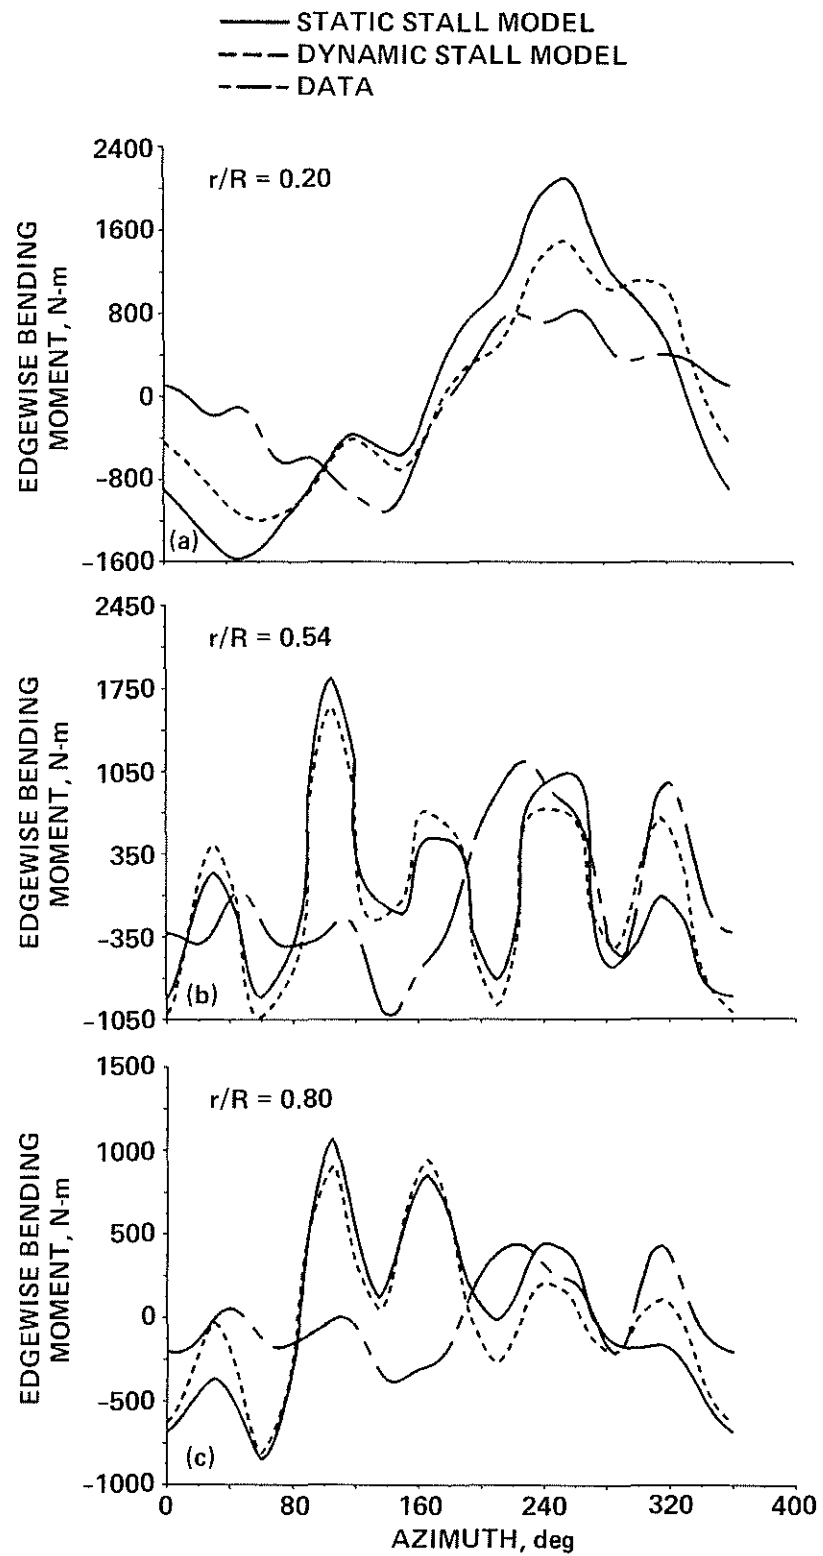 STATIC STALL MODEL
DYNAMIC STALL MODEL
DATA
r/R = 0.20
EDGEWISE BENDING
MOMENT, N-m
2400
1600
800
0
−800
−1600
(a)
r/R = 0.54
EDGEWISE BENDING
MOMENT, N-m
2450
1750
1050
350
−350
−1050
(b)
r/R = 0.80
EDGEWISE BENDING
MOMENT, N-m
1500
1000
500
0
−500
−1000
(c)
0 80 160 240 320 400
AZIMUTH, deg